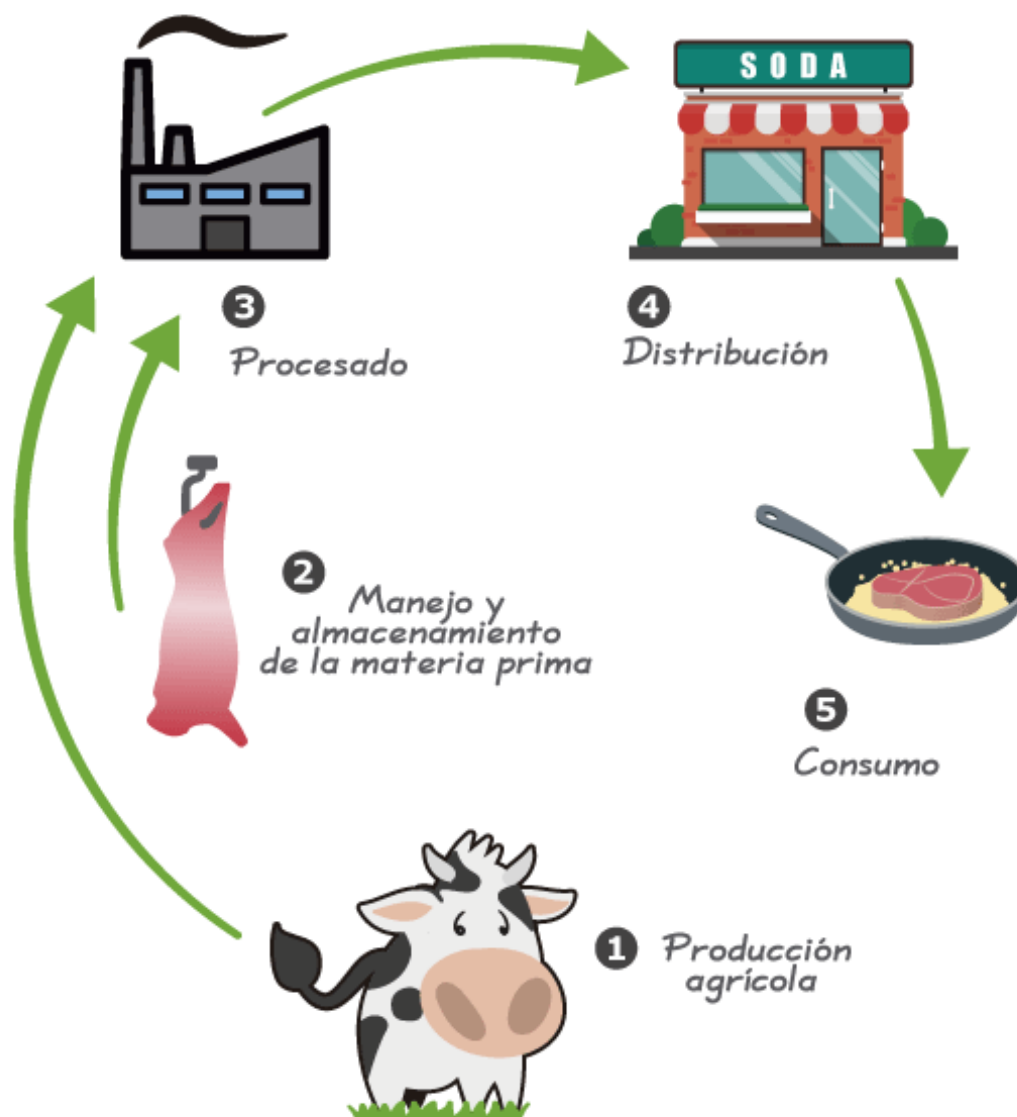 SODA
3
Procesado
4
Distribución
2
Manejo y
almacenamiento
de la materia prima
5
Consumo
1
Producción
agrícola